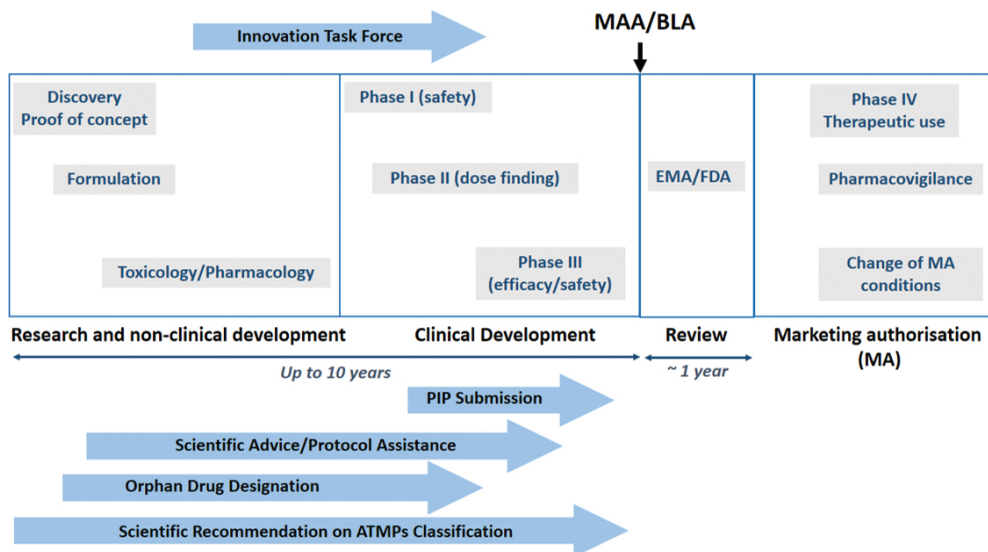 Innovation Task Force
MAA/BLA
Discovery
Proof of concept
Formulation
Toxicology/Pharmacology
Phase I (safety)
Phase II (dose finding)
Phase III
(efficacy/safety)
EMA/FDA
Phase IV
Therapeutic use
Pharmacovigilance
Change of MA
conditions
Research and non-clinical development
Clinical Development
Review
Marketing authorisation
(MA)
Up to 10 years
~ 1 year
PIP Submission
Scientific Advice/Protocol Assistance
Orphan Drug Designation
Scientific Recommendation on ATMPs Classification